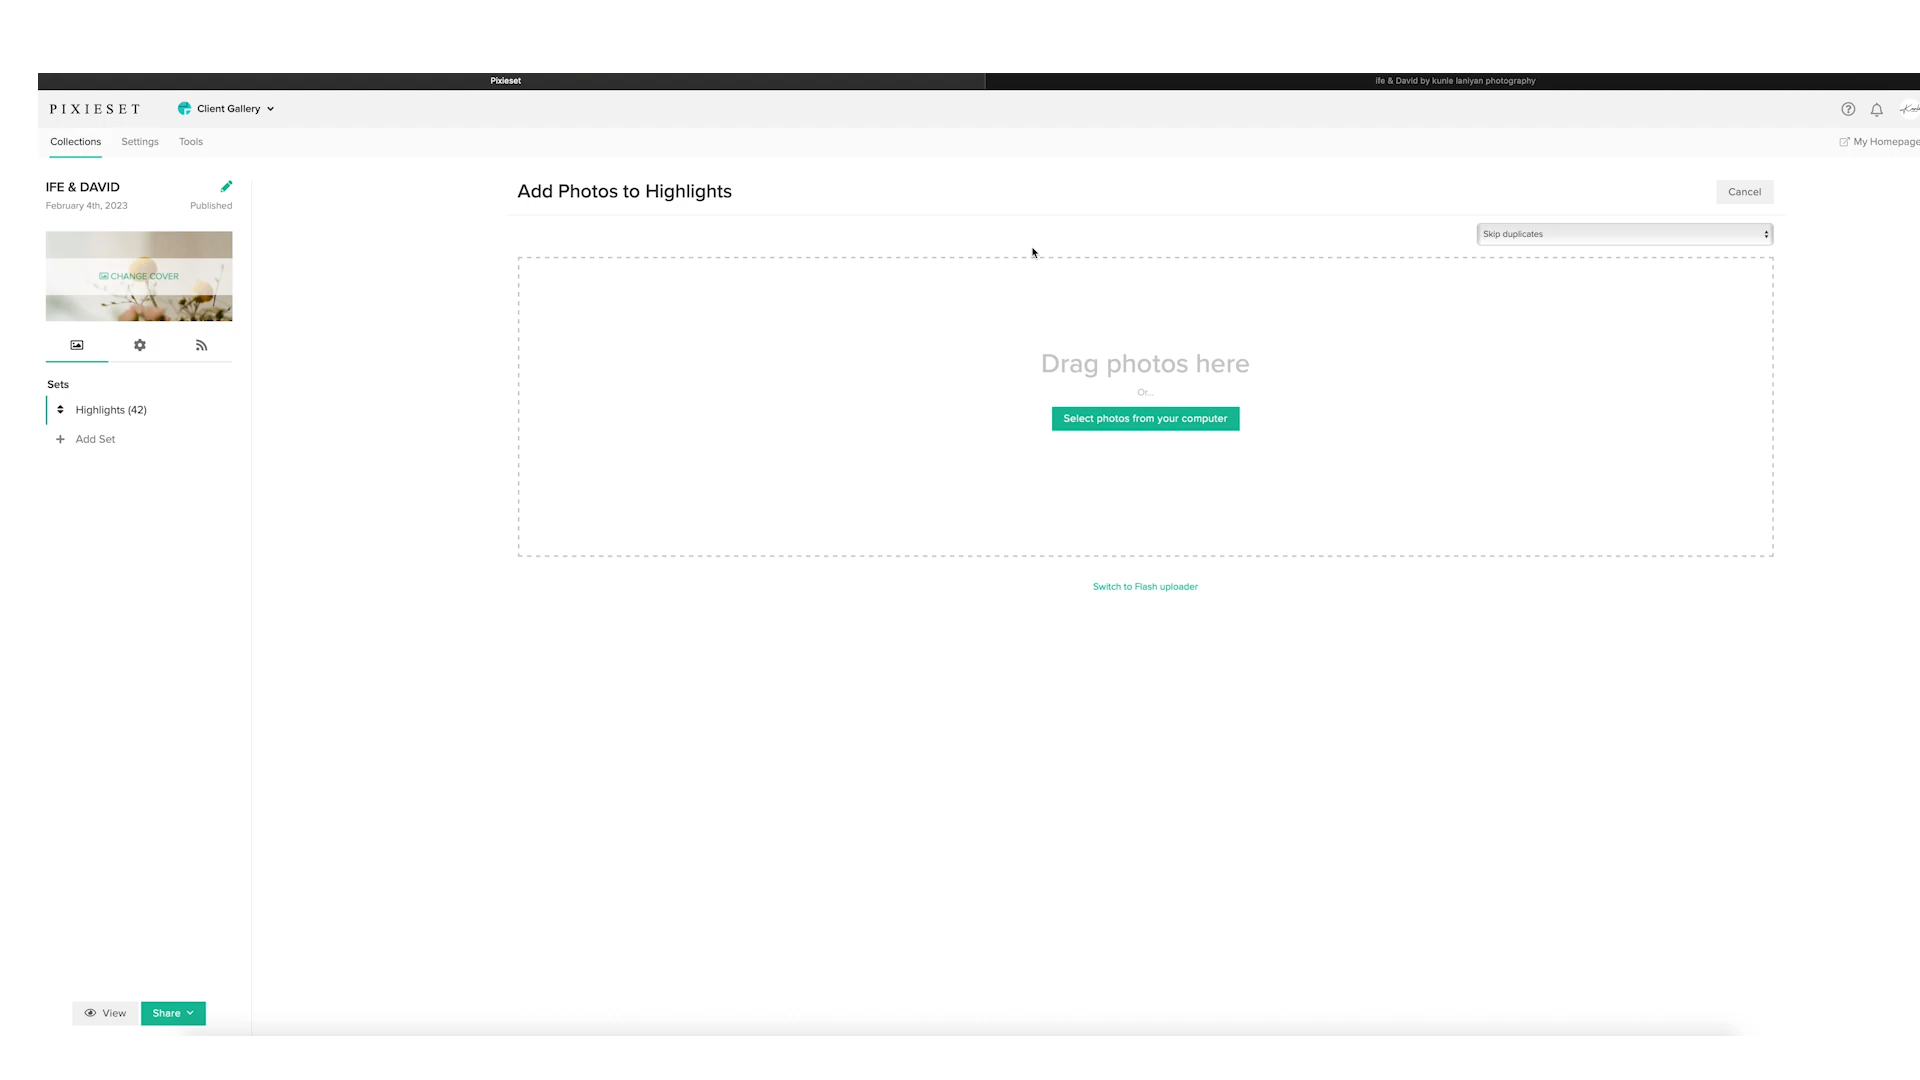 Pixieset
ife & David by kunle laniyan photography
PIXIESET
Client Gallery
Collections
Settings
Tools
My Homepage
IFE & DAVID
February 4th, 2023
Published
CHANGE COVER
Sets
Highlights (42)
Add Set
Add Photos to Highlights
Cancel
Skip duplicates
Drag photos here
Or...
Select photos from your computer
Switch to Flash uploader
View
Share